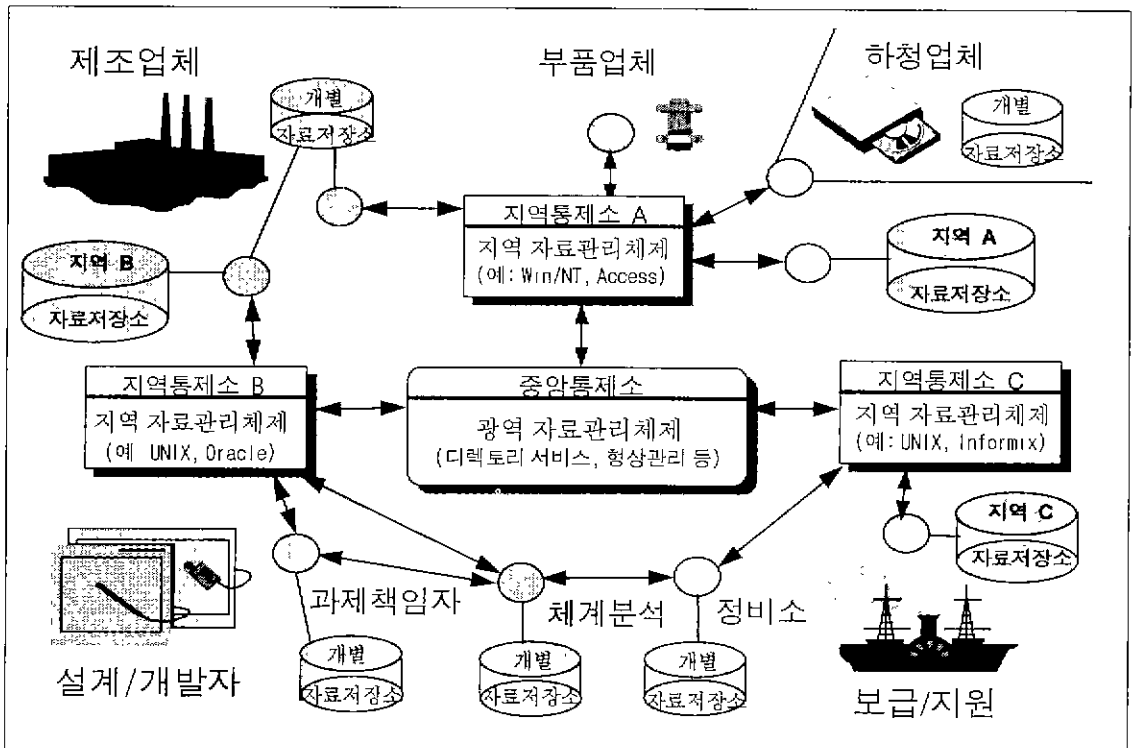 제조업체
부품업체
하청업체
개별
자료저장소
개별
자료저장소
지역통제소 A
지역 자료관리체제
(예: Win/NT, Access)
지역 A
자료저장소
지역 B
자료저장소
지역통제소 B
지역 자료관리체제
(예 UNIX, Oracle)
중앙통제소
광역 자료관리체제
(디렉토리 서비스, 형상관리 등)
지역통제소 C
지역 자료관리체제
(예: UNIX, Informix)
지역 C
자료저장소
과제책임자
체계분석
정비소
설계/개발자
개별
자료저장소
개별
자료저장소
개별
자료저장소
보급/지원